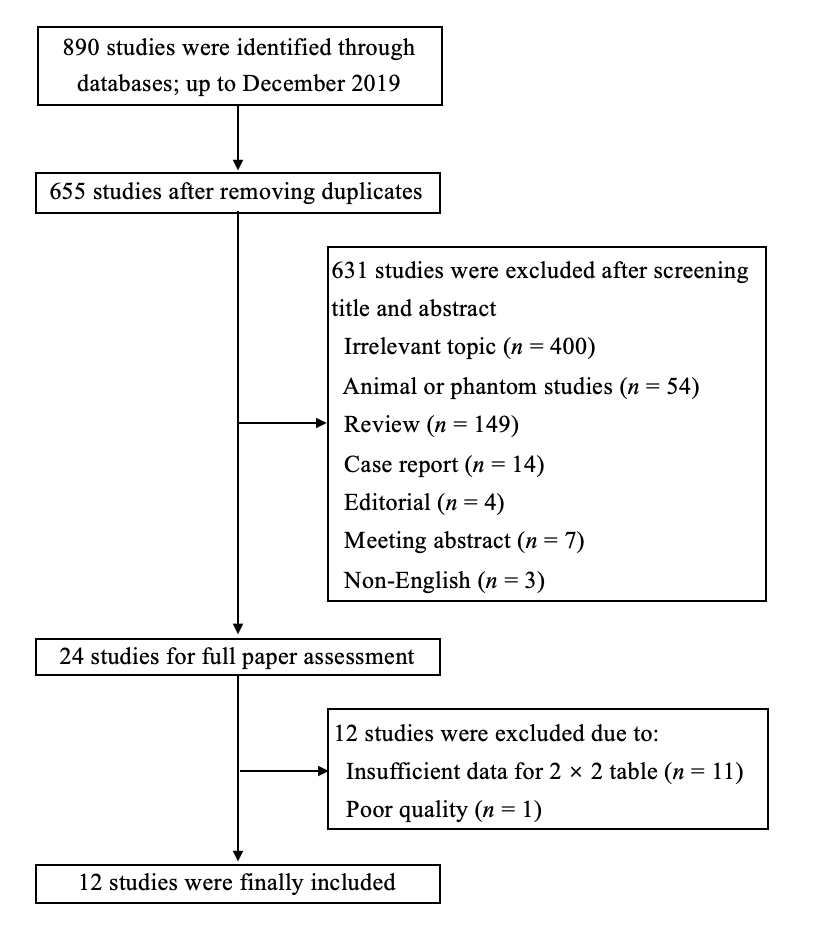 890 studies were identified through
databases; up to December 2019
655 studies after removing duplicates
631 studies were excluded after screening
title and abstract
Irrelevant topic (n = 400)
Animal or phantom studies (n = 54)
Review (n = 149)
Case report (n = 14)
Editorial (n = 4)
Meeting abstract (n = 7)
Non-English (n = 3)
24 studies for full paper assessment
12 studies were excluded due to:
Insufficient data for 2 × 2 table (n = 11)
Poor quality (n = 1)
12 studies were finally included